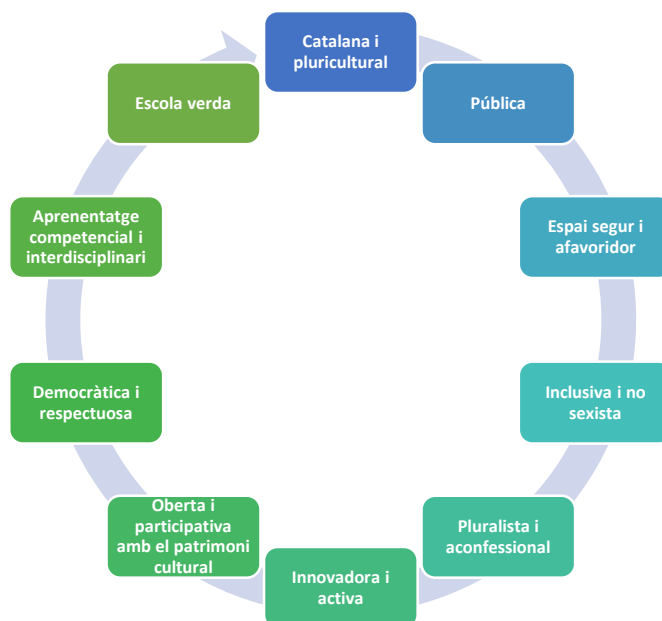 Catalana i
pluricultural
Pública
Espai segur i
afavoridor
Inclusiva i no
sexista
Pluralista i
aconfessional
Innovadora i
activa
Oberta i
participativa
amb el patrimoni
cultural
Democràtica i
respectuosa
Aprenentatge
competencial i
interdisciplinari
Escola verda